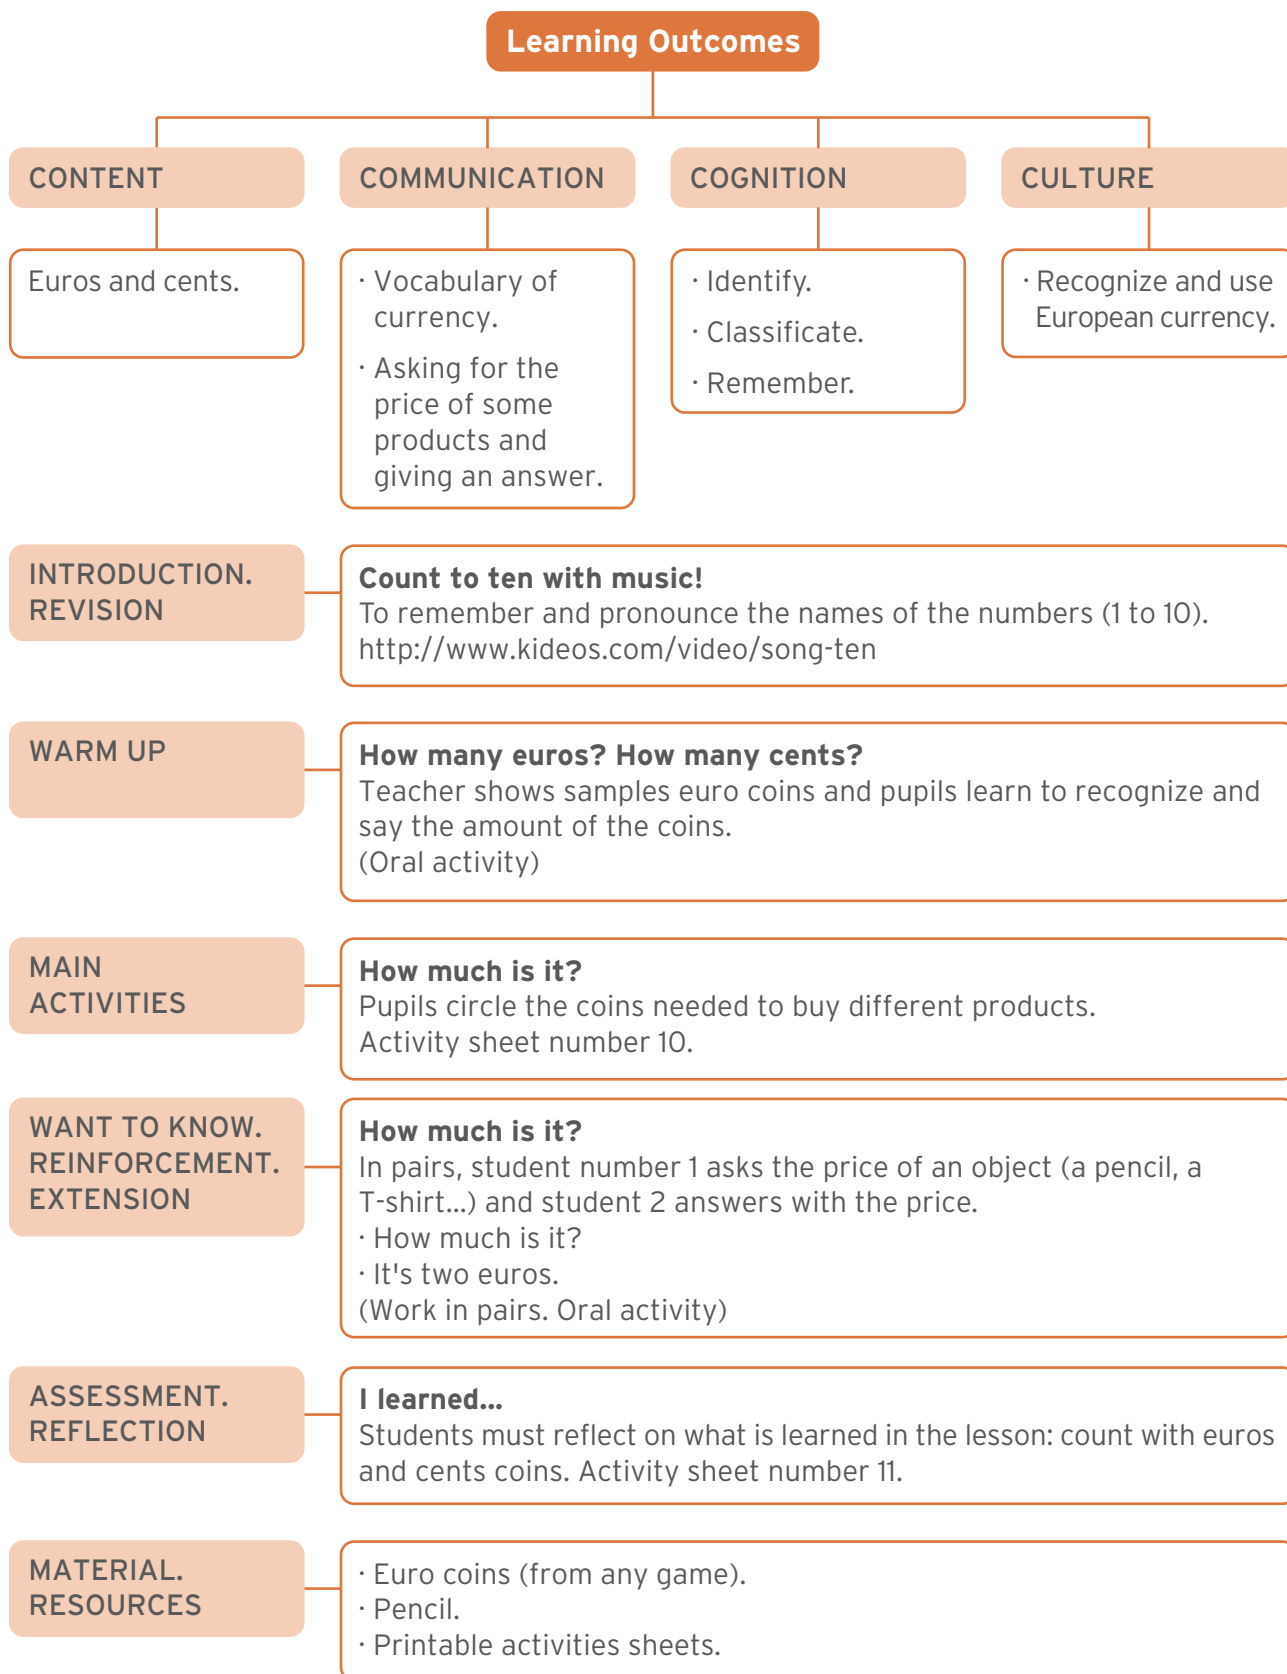 Learning Outcomes
CONTENT
COMMUNICATION
COGNITION
CULTURE
Euros and cents.
· Vocabulary of
currency.
· Asking for the
price of some
products and
giving an answer.
· Identify.
· Classificate.
· Remember.
· Recognize and use
European currency.
INTRODUCTION.
REVISION
Count to ten with music!
To remember and pronounce the names of the numbers (1 to 10).
http://www.kideos.com/video/song-ten
WARM UP
How many euros? How many cents?
Teacher shows samples euro coins and pupils learn to recognize and
say the amount of the coins.
(Oral activity)
MAIN
ACTIVITIES
How much is it?
Pupils circle the coins needed to buy different products.
Activity sheet number 10.
WANT TO KNOW.
REINFORCEMENT.
EXTENSION
How much is it?
In pairs, student number 1 asks the price of an object (a pencil, a
T-shirt...) and student 2 answers with the price.
· How much is it?
· It's two euros.
(Work in pairs. Oral activity)
ASSESSMENT.
REFLECTION
I learned...
Students must reflect on what is learned in the lesson: count with euros
and cents coins. Activity sheet number 11.
MATERIAL.
RESOURCES
· Euro coins (from any game).
· Pencil.
· Printable activities sheets.